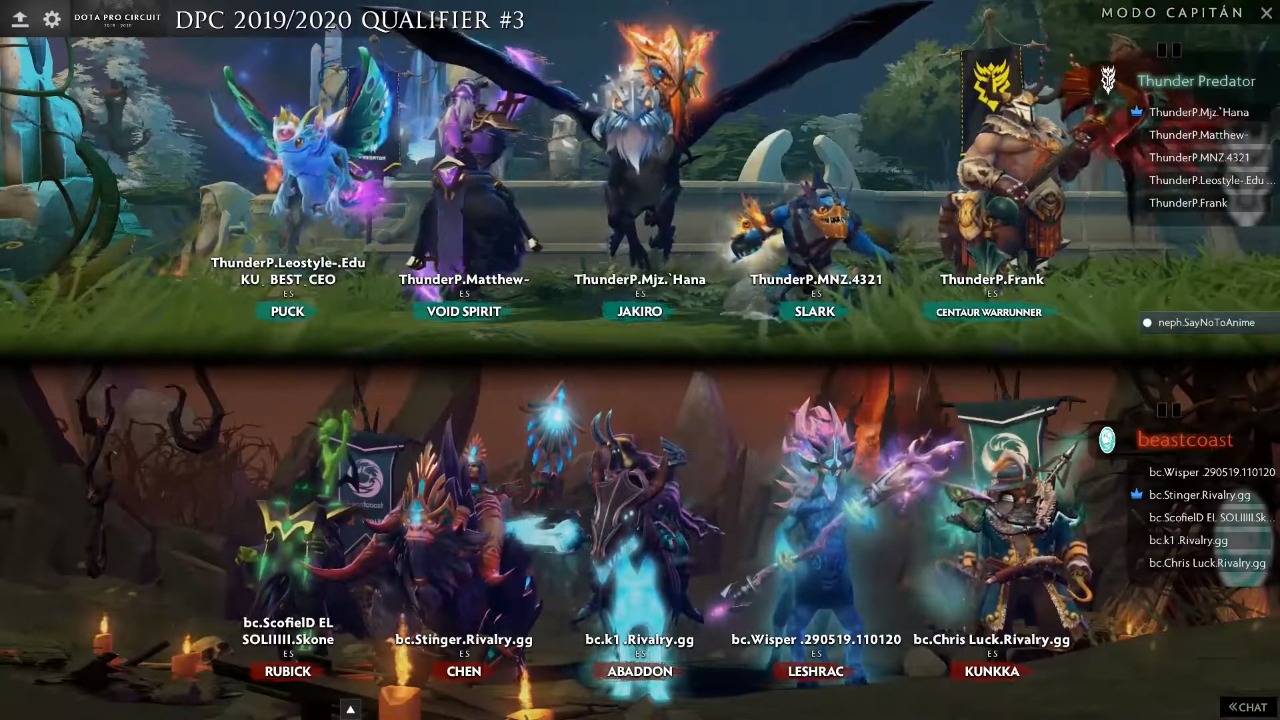 DOTA PRO CIRCUIT
DPC 2019/2020 QUALIFIER #3
MODO CAPITÁN
Thunder Predator
ThunderP.Mjz.`Hana
ThunderP.Matthew-
ThunderP.MNZ.4321
ThunderP.Leostyle-.Edu ...
ThunderP.Frank
ThunderP.Leostyle-.Edu
KU_BEST_CEO
ES
PUCK
ThunderP.Matthew-
ES
VOID SPIRIT
ThunderP.Mjz.`Hana
ES
JAKIRO
ThunderP.MNZ.4321
ES
SLARK
ThunderP.Frank
ES
CENTAUR WARRUNNER
neph.SayNoToAnime
beastcoast
bc.Wisper .290519.110120
bc.Stinger.Rivalry.gg
bc.ScofielD EL SOLIIIII.Sk...
bc.k1 .Rivalry.gg
bc.Chris Luck.Rivalry.gg
bc.ScofielD EL
SOLIIIII.Skone
ES
RUBICK
bc.Stinger.Rivalry.gg
ES
CHEN
bc.k1 .Rivalry.gg
ES
ABADDON
bc.Wisper .290519.110120
ES
LESHRAC
bc.Chris Luck.Rivalry.gg
ES
KUNKKA
CHAT